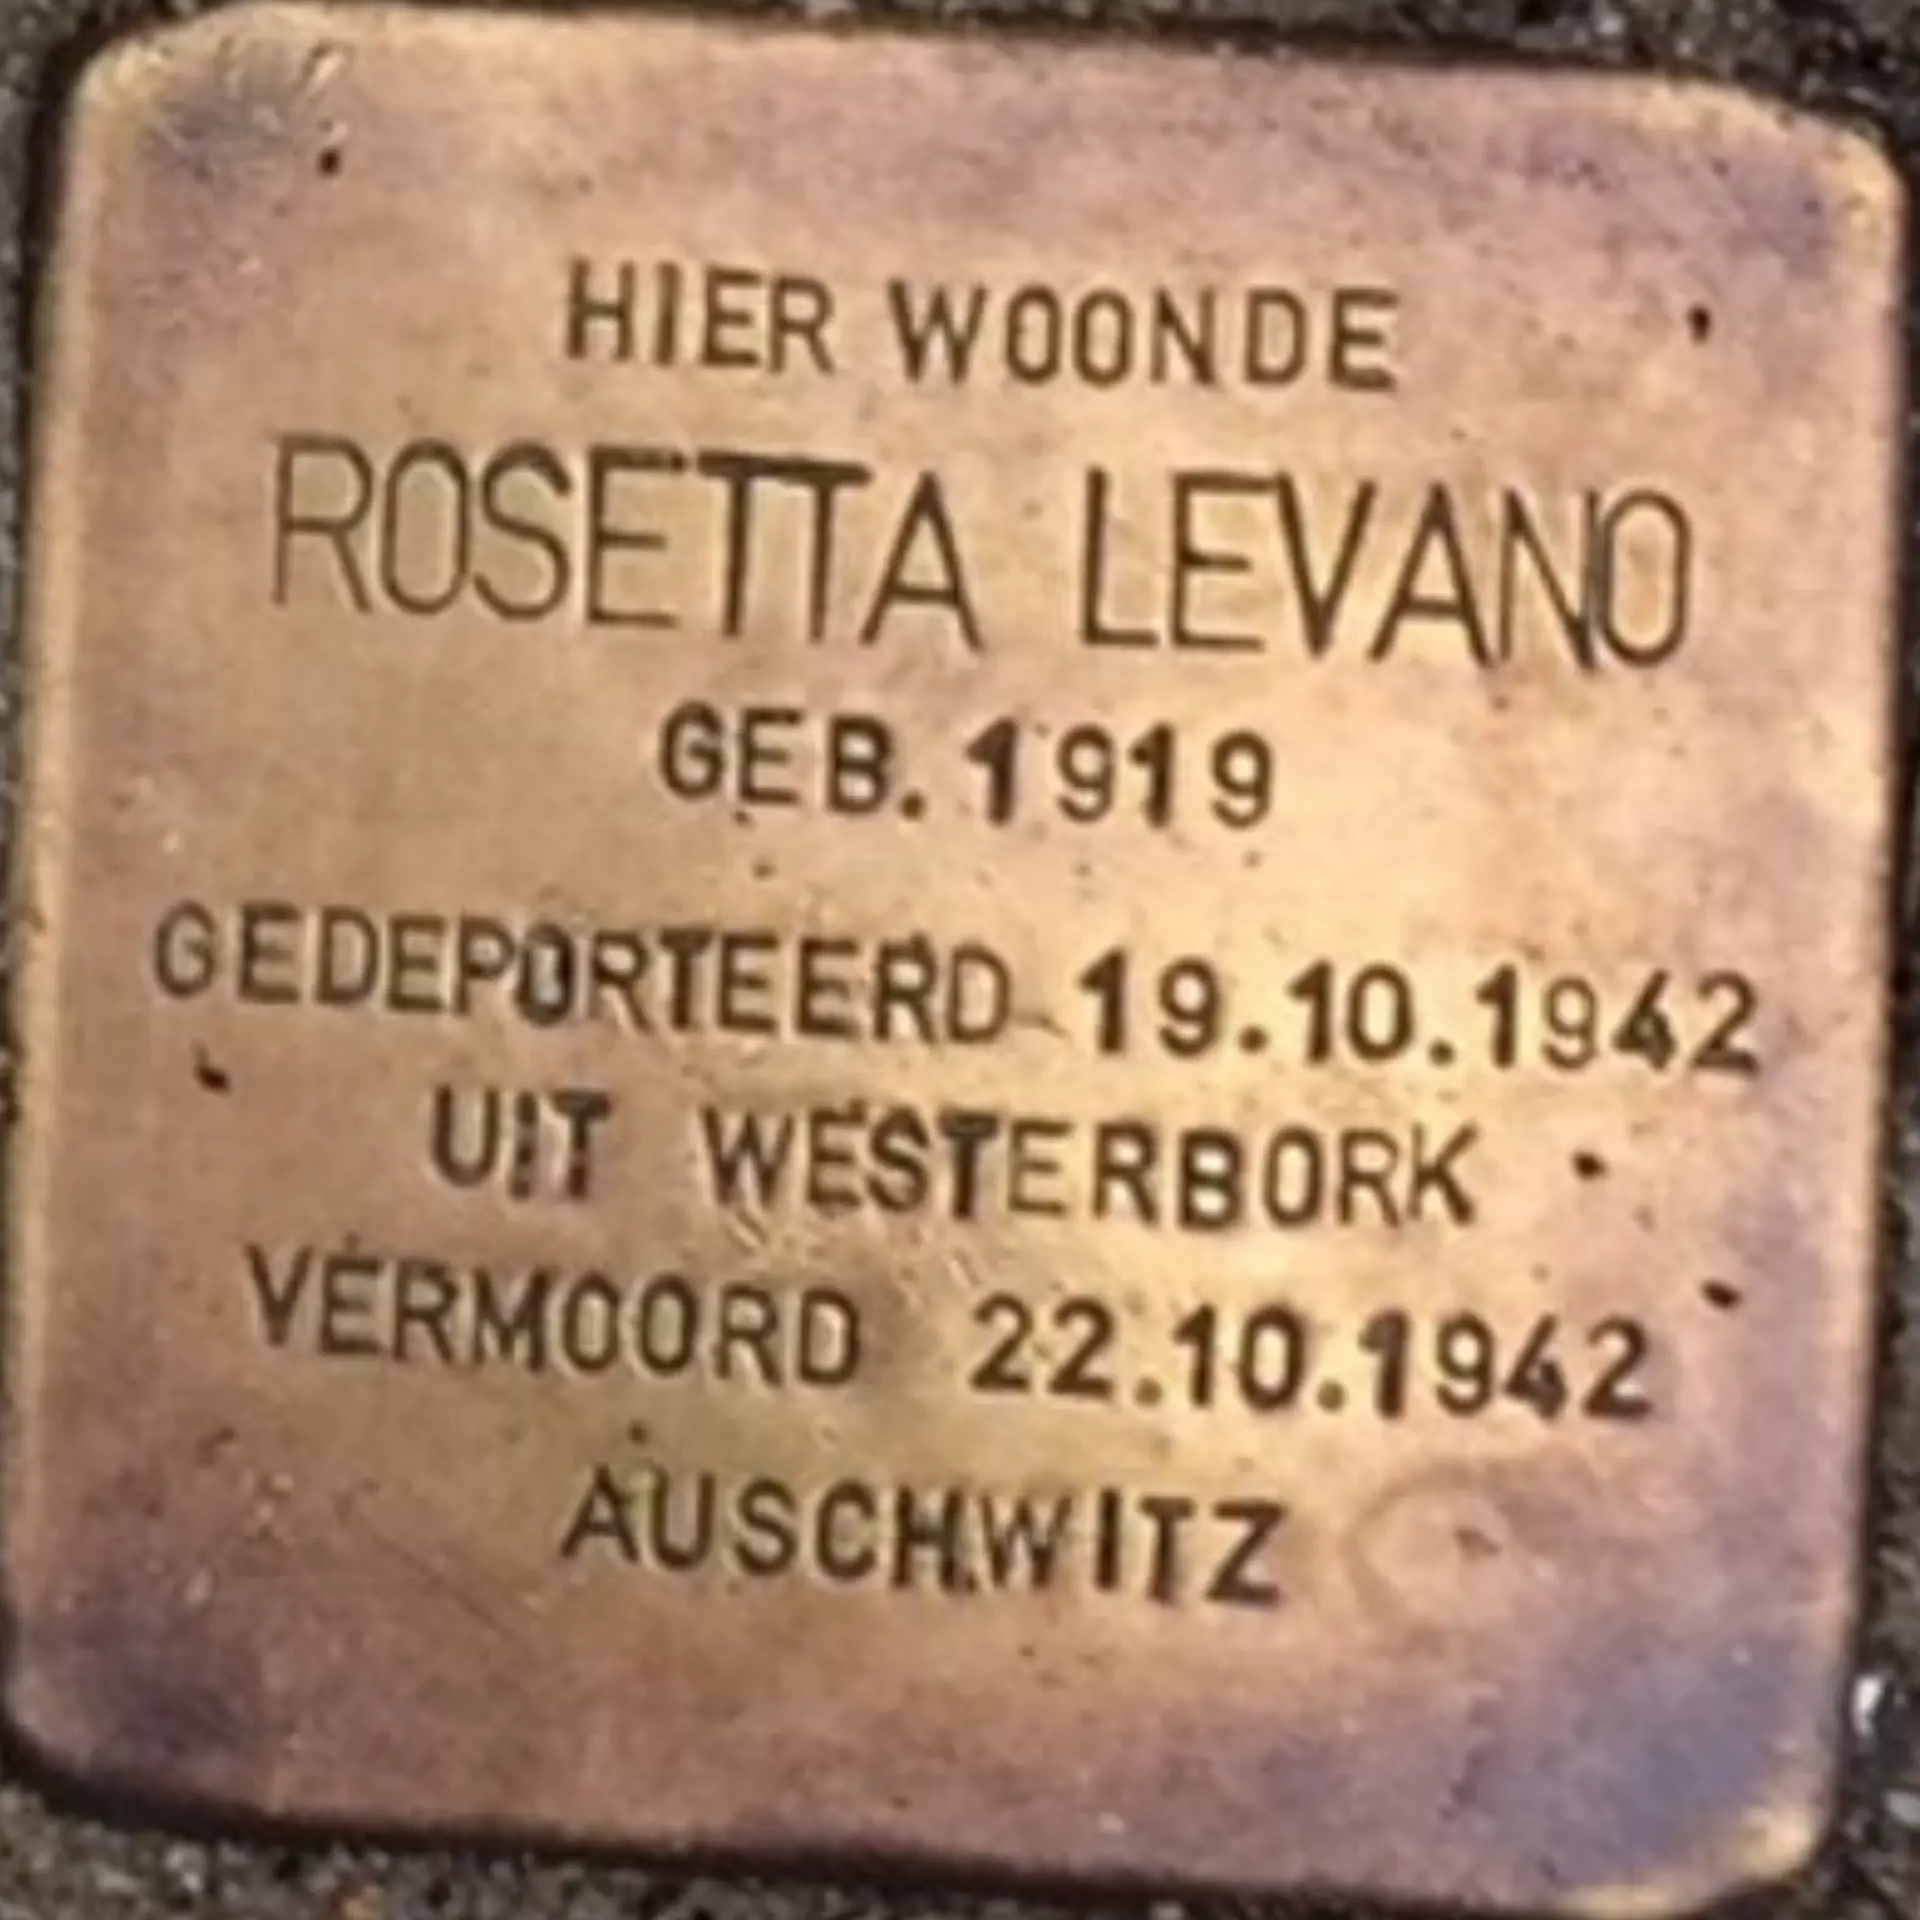 HIER WOONDE
ROSETTA LEVANO
GEB. 1919
GEDEPORTEERD 19.10.1942
UIT WESTERBORK
VERMOORD 22.10.1942
AUSCHWITZ